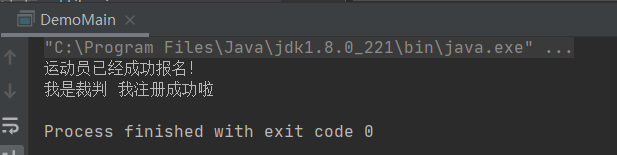 DemoMain
"C:\Program Files\Java\jdk1.8.0_221\bin\java.exe" ...
运动员已经成功报名!
我是裁判 我注册成功啦
Process finished with exit code 0